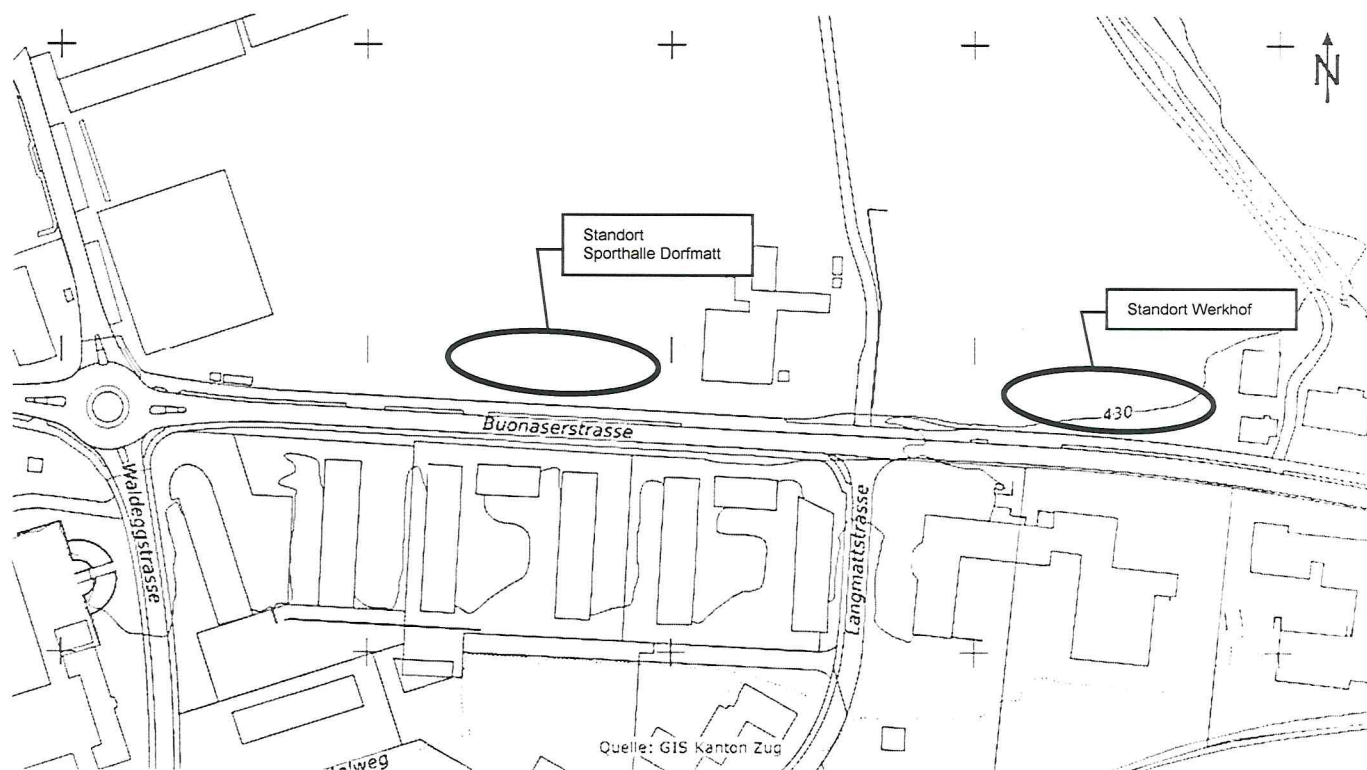 N
Standort
Sporthalle Dorfmatt
Standort Werkhof
430
Buonaserstrasse
Waldeggstrasse
Langmattstrasse
Quelle: GIS Kanton Zug